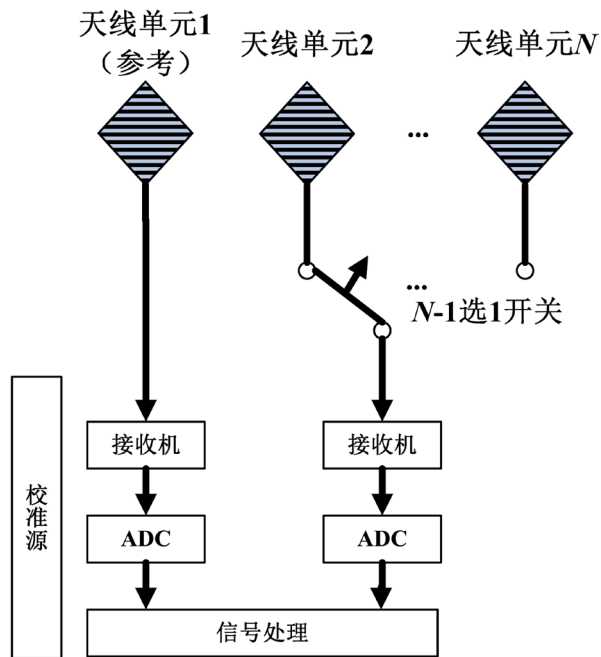 天线单元1
（参考）
天线单元2
天线单元N
...
...
N-1选1开关
校准源
接收机
接收机
ADC
ADC
信号处理